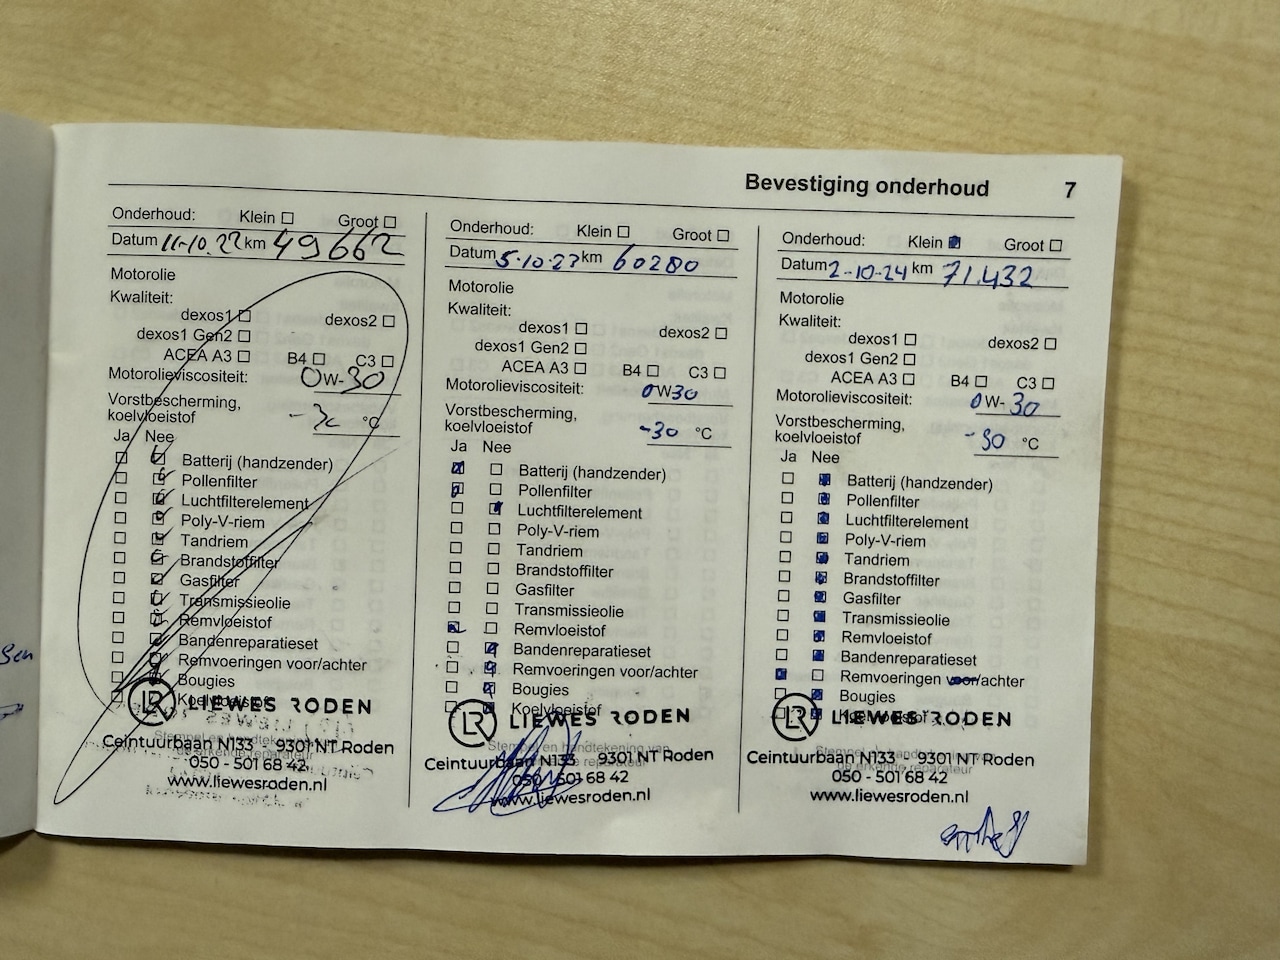 Bevestiging onderhoud 7
Onderhoud: Klein Groot
Datum 11-10.22 km 49662
Motorolie
Kwaliteit:
dexos1 dexos2
dexos1 Gen2
ACEA A3 B4 C3
Motorolieviscositeit: 0W-30
Vorstbescherming,
koelvloeistof °C
Ja Nee
Batterij (handzender)
Pollenfilter
Luchtfilterelement
Poly-V-riem
Tandriem
Brandstoffilter
Gasfilter
Transmissieolie
Remvloeistof
Bandenreparatieset
Remvoeringen voor/achter
Bougies
Koelvloeistof
LR LIEWES RODEN
Ceintuurbaan N133 - 9301 NT Roden
050 - 501 68 42
www.liewesroden.nl
Onderhoud: Klein Groot
Datum 5-10-23 km 60280
Motorolie
Kwaliteit:
dexos1 dexos2
dexos1 Gen2
ACEA A3 B4 C3
Motorolieviscositeit: 0W30
Vorstbescherming,
koelvloeistof -30 °C
Ja Nee
Batterij (handzender)
Pollenfilter
Luchtfilterelement
Poly-V-riem
Tandriem
Brandstoffilter
Gasfilter
Transmissieolie
Remvloeistof
Bandenreparatieset
Remvoeringen voor/achter
Bougies
Koelvloeistof
LR LIEWES RODEN
Stempel en handtekening van
Ceintuurbaan N133 9301 NT Roden
050 - 501 68 42
www.liewesroden.nl
Onderhoud: Klein Groot
Datum 2-10-24 km 71.432
Motorolie
Kwaliteit:
dexos1 dexos2
dexos1 Gen2
ACEA A3 B4 C3
Motorolieviscositeit: 0W-30
Vorstbescherming,
koelvloeistof -30 °C
Ja Nee
Batterij (handzender)
Pollenfilter
Luchtfilterelement
Poly-V-riem
Tandriem
Brandstoffilter
Gasfilter
Transmissieolie
Remvloeistof
Bandenreparatieset
Remvoeringen voor/achter
Bougies
Koelvloeistof
LR LIEWES RODEN
Ceintuurbaan N133 - 9301 NT Roden
050 - 501 68 42
www.liewesroden.nl